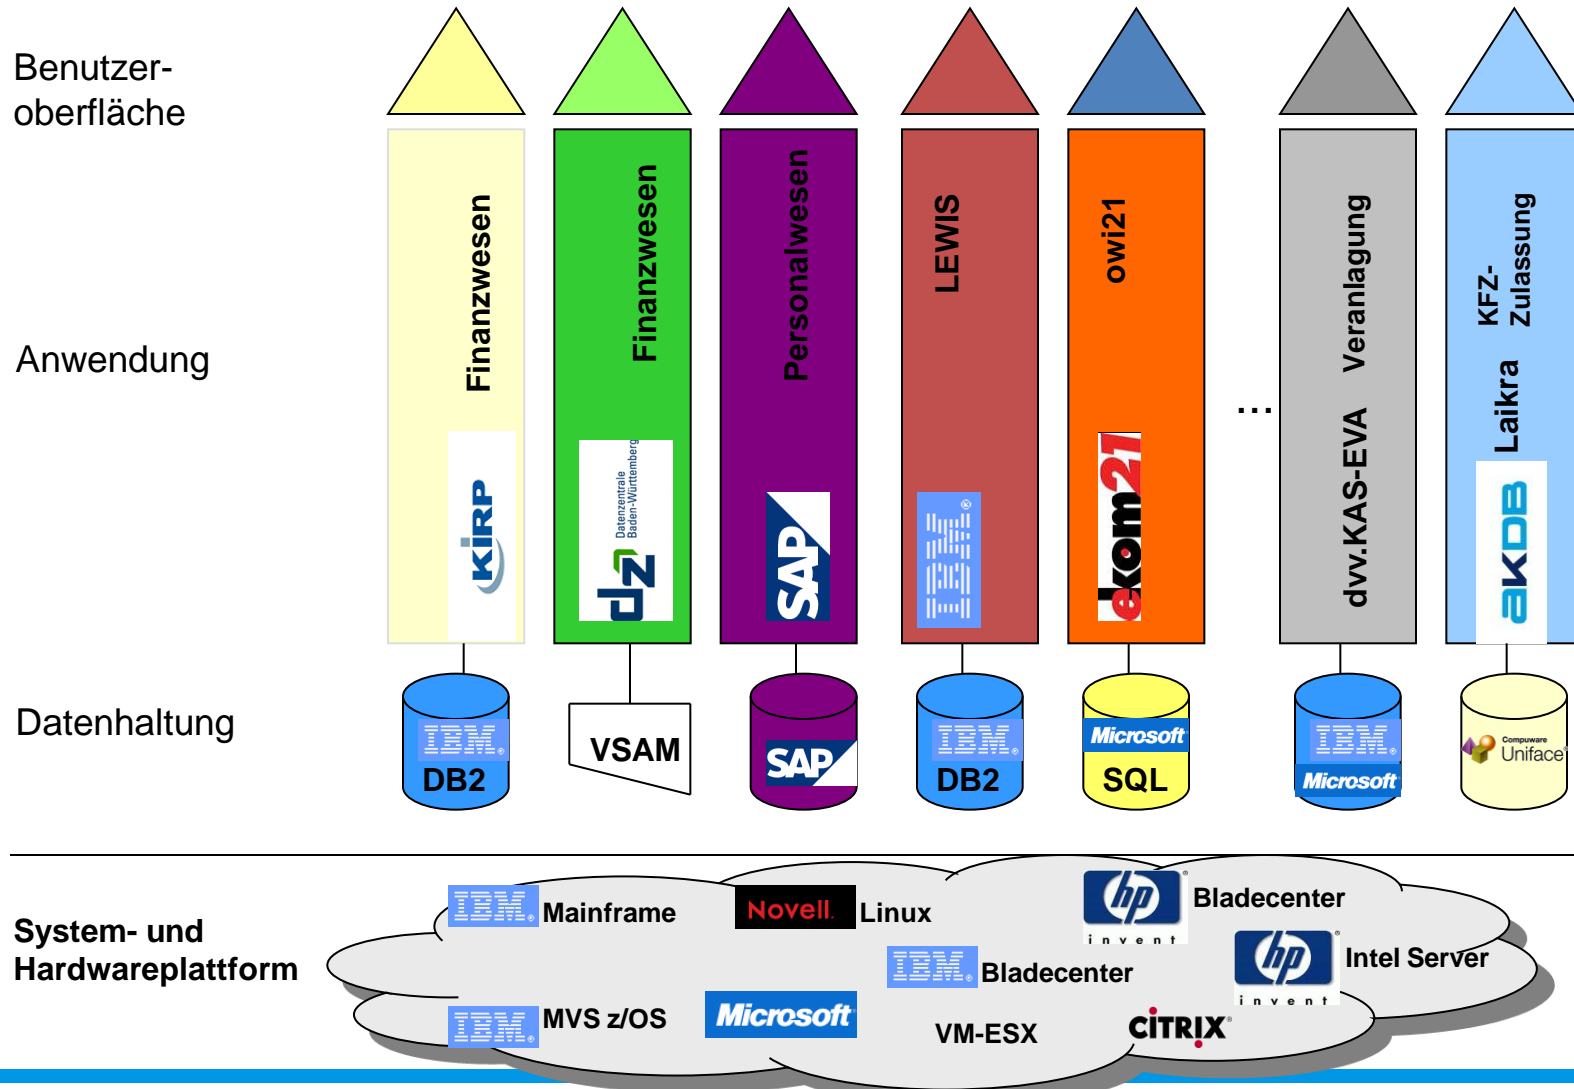 Benutzer-
oberfläche
Anwendung
Finanzwesen
KiRP
Finanzwesen
dz Datenzentrale
Baden-Württemberg
Personalwesen
SAP
LEWIS
IBM®
owi21
ekom21
...
dvv.KAS-EVA Veranlagung
KFZ-
Zulassung
Laikra
AKDB
Datenhaltung
IBM®
DB2
VSAM
SAP
IBM®
DB2
Microsoft
SQL
IBM®
Microsoft
Compuware
Uniface®
System- und
Hardwareplattform
IBM® Mainframe
Novell. Linux
hp® Bladecenter
invent
IBM® Bladecenter
hp® Intel Server
invent
IBM® MVS z/OS
Microsoft
VM-ESX
CİTRIX®